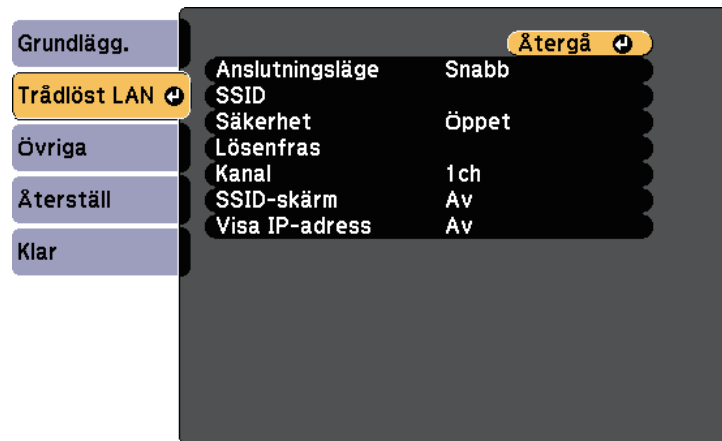 Grundlägg.
Trådlöst LAN
Övriga
Återställ
Klar
Återgå
Anslutningsläge Snabb
SSID
Säkerhet Öppet
Lösenfras
Kanal 1ch
SSID-skärm Av
Visa IP-adress Av